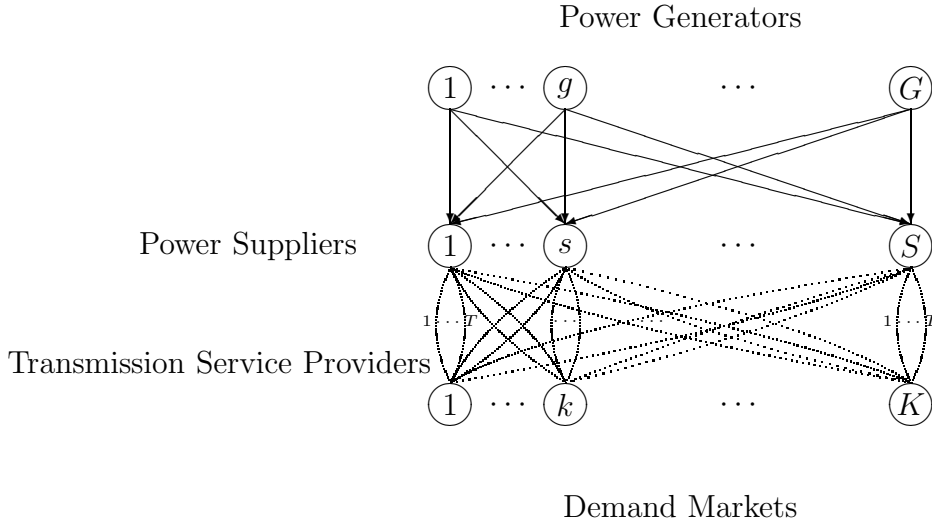 Power Generators
1 ··· g ··· G
Power Suppliers
1 ··· s ··· S
1 ··· T ··· 1 ··· T
Transmission Service Providers
1 ··· k ··· K
Demand Markets